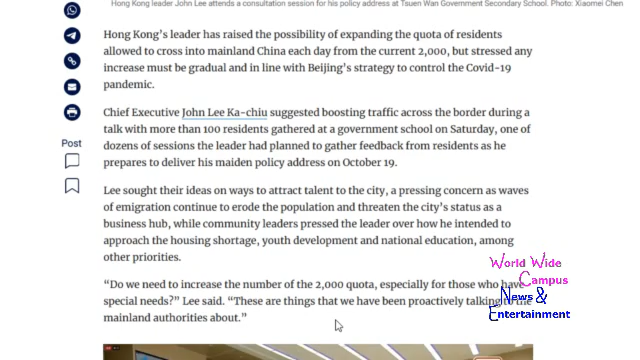 Hong Kong leader John Lee attends a consultation session for his policy address at Tsuen Wan Government Secondary School. Photo: Xiaomei Chen
Hong Kong's leader has raised the possibility of expanding the quota of residents
allowed to cross into mainland China each day from the current 2,000, but stressed any
increase must be gradual and in line with Beijing's strategy to control the Covid-19
pandemic.
Chief Executive John Lee Ka-chiu suggested boosting traffic across the border during a
talk with more than 100 residents gathered at a government school on Saturday, one of
dozens of sessions the leader had planned to gather feedback from residents as he
prepares to deliver his maiden policy address on October 19.
Post
Lee sought their ideas on ways to attract talent to the city, a pressing concern as waves
of emigration continue to erode the population and threaten the city's status as a
business hub, while community leaders pressed the leader over how he intended to
approach the housing shortage, youth development and national education, among
other priorities.
"Do we need to increase the number of the 2,000 quota, especially for those who have
special needs?" Lee said. "These are things that we have been proactively talking to the
mainland authorities about."
World Wide
Campus
News &
Entertainment